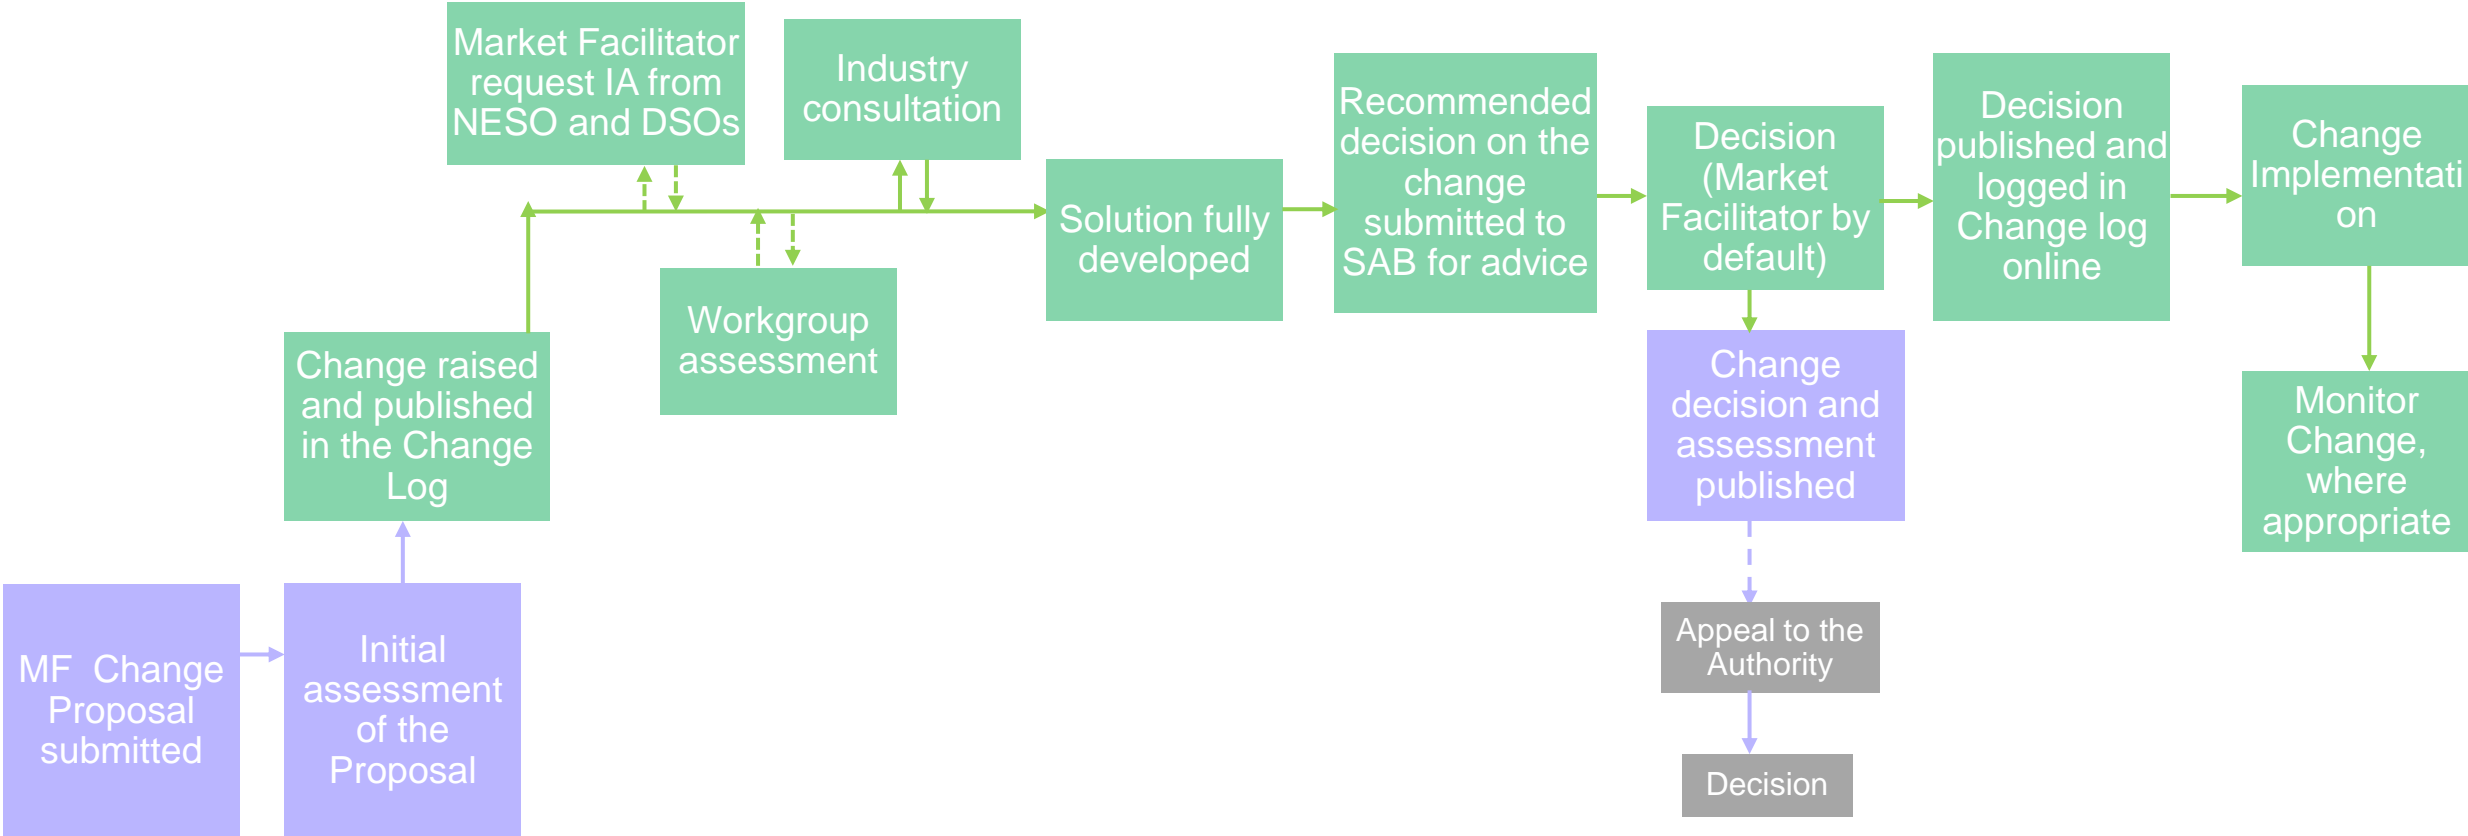 Market Facilitator
request IA from
NESO and DSOs
Industry
consultation
Workgroup
assessment
Change raised
and published
in the Change
Log
MF  Change
Proposal
submitted
Initial
assessment
of the
Proposal
Solution fully
developed
Recommended
decision on the
change
submitted to
SAB for advice
Decision
(Market
Facilitator by
default)
Change
decision and
assessment
published
Appeal to the
Authority
Decision
Decision
published and
logged in
Change log
online
Change
Implementati
on
Monitor
Change,
where
appropriate